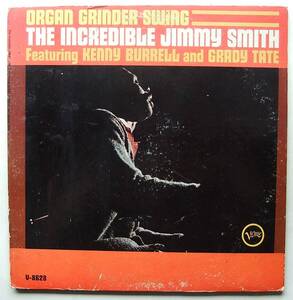 ORGAN GRINDER SWING
THE INCREDIBLE JIMMY SMITH
Featuring KENNY BURRELL and GRADY TATE
VERVE
V-8628